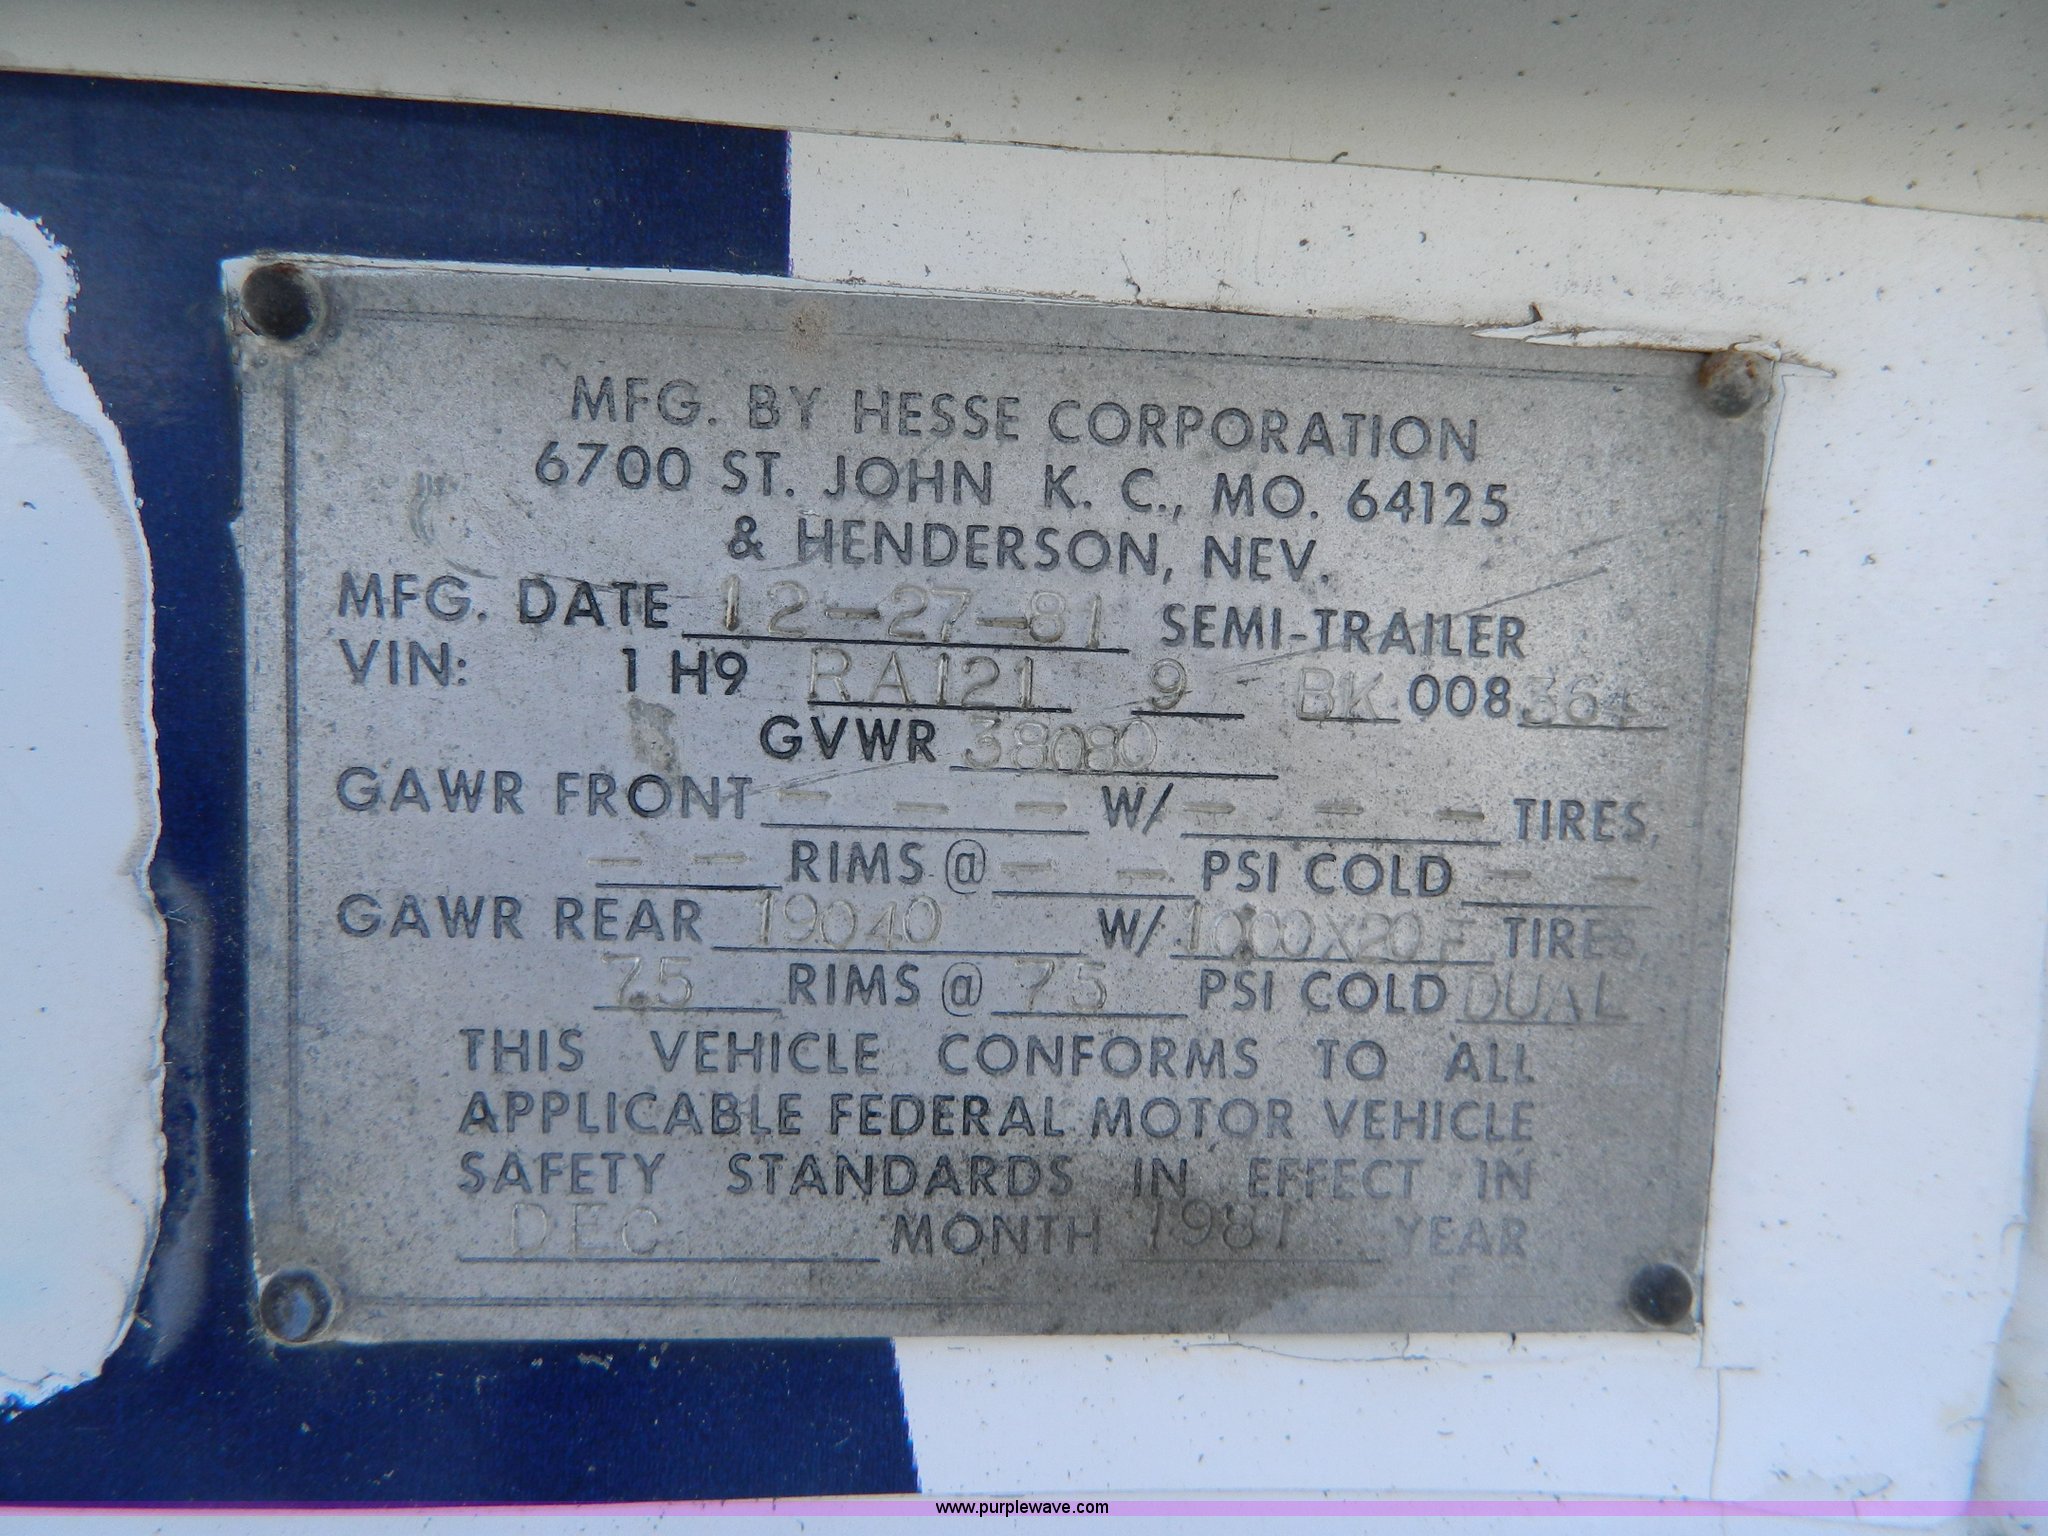 MFG. BY HESSE CORPORATION
6700 ST. JOHN K. C., MO. 64125
& HENDERSON, NEV.
MFG. DATE 12-27-81 SEMI-TRAILER
VIN: 1H9 RA121 9 BK 008
GVWR 38080
GAWR FRONT - - - W/ - - - TIRES,
- - RIMS @ - - PSI COLD - -
GAWR REAR 19040 W/ 1000X20F TIRES,
7.5 RIMS @ 75 PSI COLD DUAL
THIS VEHICLE CONFORMS TO ALL
APPLICABLE FEDERAL MOTOR VEHICLE
SAFETY STANDARDS IN EFFECT IN
DEC MONTH 1981 YEAR
www.purplewave.com